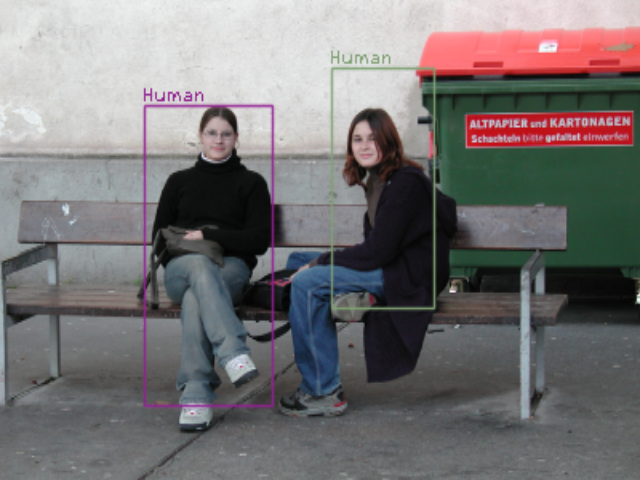 Human
Human
ALTPAPIER und KARTONAGEN
Schachteln bitte gefaltet einwerfen